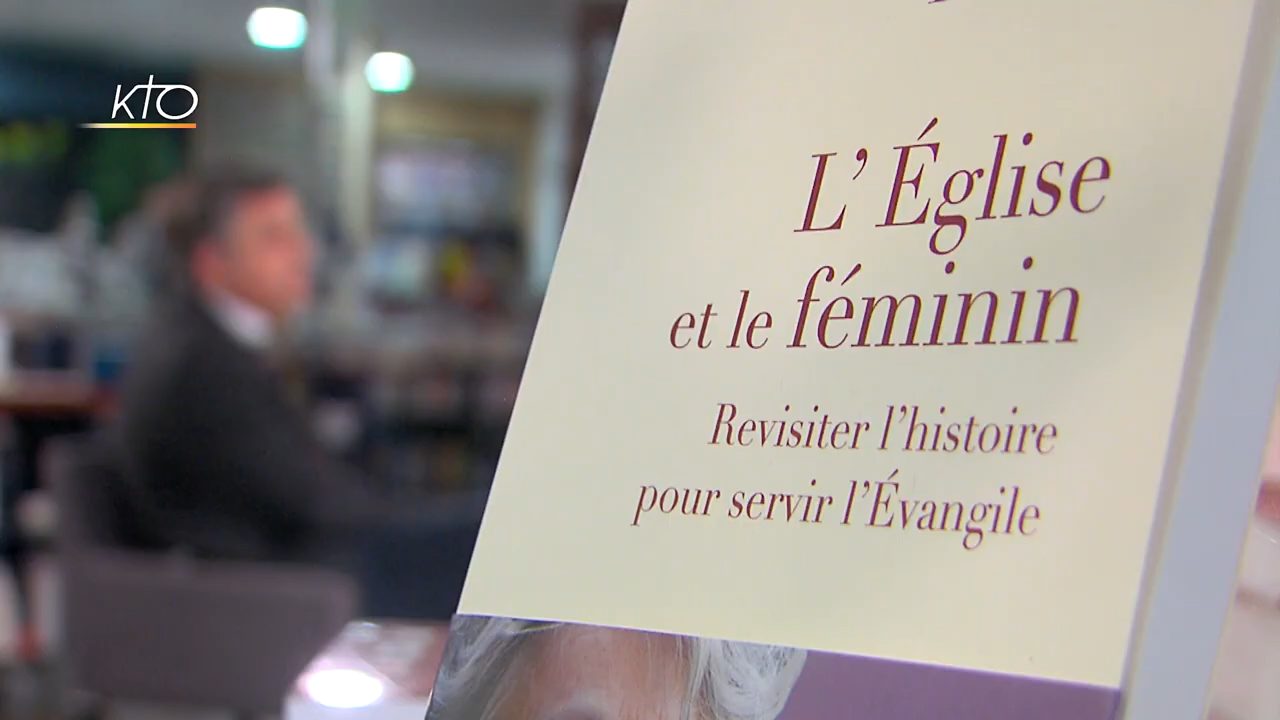 KTO
L'Église
et le féminin
Revisiter l'histoire
pour servir l'Évangile